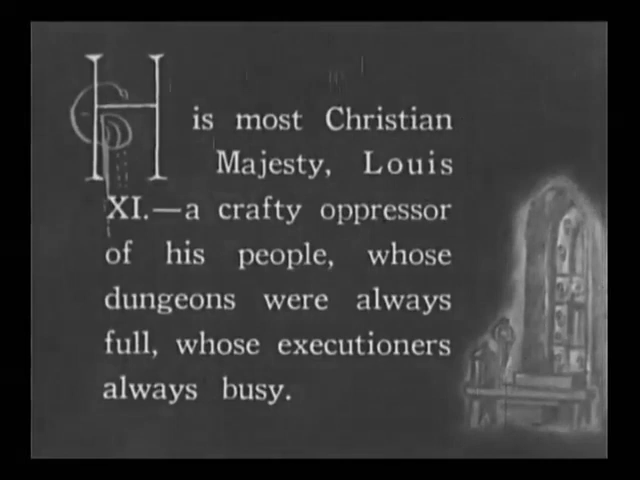 His most Christian
Majesty, Louis
XI.—a crafty oppressor
of his people, whose
dungeons were always
full, whose executioners
always busy.